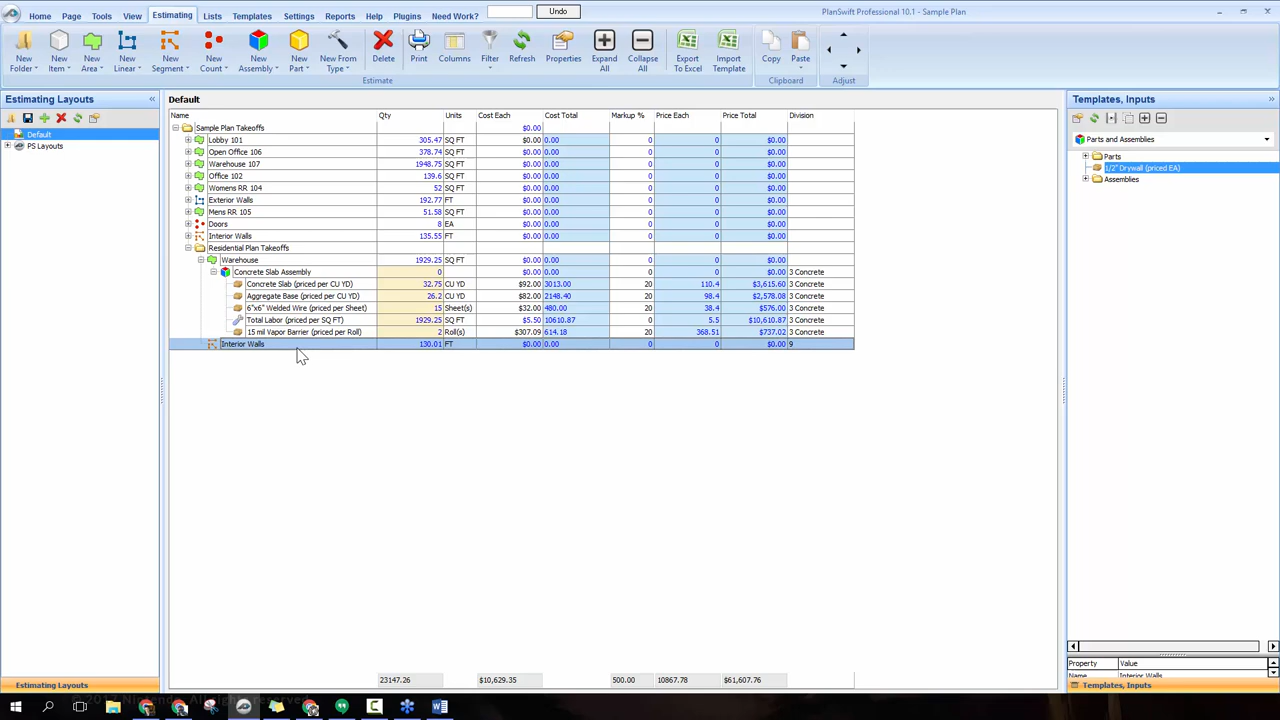 Home Page Tools View Estimating Lists Templates Settings Reports Help Plugins Need Work? Undo PlanSwift Professional 10.1 - Sample Plan
New Folder New Item New Area New Linear New Segment New Count New Assembly New Part New From Type Delete Print Columns Filter Refresh Properties Expand All Collapse All Export To Excel Import Template Copy Paste
Estimate Clipboard Adjust
Estimating Layouts Default Templates, Inputs
Name Qty Units Cost Each Cost Total Markup % Price Each Price Total Division
Default
PS Layouts
Parts and Assemblies
Parts
1/2" Drywall (priced EA)
Assemblies
Sample Plan Takeoffs $0.00 $0.00
Lobby 101 305.47 SQ FT $0.00 0.00 0 0 $0.00
Open Office 106 378.74 SQ FT $0.00 0.00 0 0 $0.00
Warehouse 107 1948.75 SQ FT $0.00 0.00 0 0 $0.00
Office 102 139.6 SQ FT $0.00 0.00 0 0 $0.00
Womens RR 104 52 SQ FT $0.00 0.00 0 0 $0.00
Exterior Walls 192.77 FT $0.00 0.00 0 0 $0.00
Mens RR 105 51.58 SQ FT $0.00 0.00 0 0 $0.00
Doors 8 EA $0.00 0.00 0 0 $0.00
Interior Walls 135.55 FT $0.00 0.00 0 0 $0.00
Residential Plan Takeoffs
Warehouse 1929.25 SQ FT $0.00 0.00 0 0 $0.00
Concrete Slab Assembly 0 $0.00 0.00 0 0 $0.00 3 Concrete
Concrete Slab (priced per CU YD) 32.75 CU YD $92.00 3013.00 20 110.4 $3,615.60 3 Concrete
Aggregate Base (priced per CU YD) 26.2 CU YD $82.00 2148.40 20 98.4 $2,578.08 3 Concrete
6"x6" Welded Wire (priced per Sheet) 15 Sheet(s) $32.00 480.00 20 38.4 $576.00 3 Concrete
Total Labor (priced per SQ FT) 1929.25 SQ FT $5.50 10610.87 0 5.5 $10,610.87 3 Concrete
15 mil Vapor Barrier (priced per Roll) 2 Roll(s) $307.09 614.18 20 368.51 $737.02 3 Concrete
Interior Walls 130.01 FT $0.00 0.00 0 0 $0.00 9
23147.26 $10,629.35 500.00 10867.78 $61,607.76
Property Value
Estimating Layouts Templates, Inputs